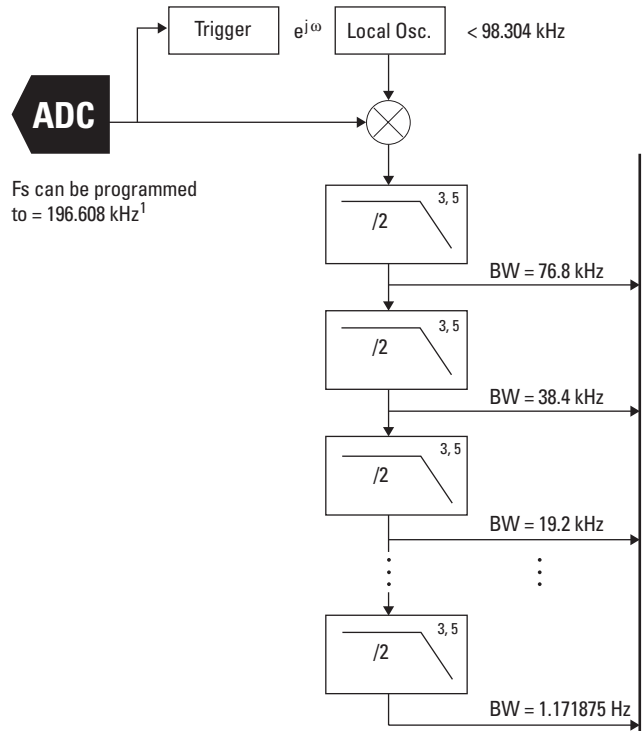 Trigger
e^jω
Local Osc.
< 98.304 kHz
ADC
Fs can be programmed
to = 196.608 kHz¹
3, 5
/2
BW = 76.8 kHz
3, 5
/2
BW = 38.4 kHz
3, 5
/2
BW = 19.2 kHz
3, 5
/2
BW = 1.171875 Hz